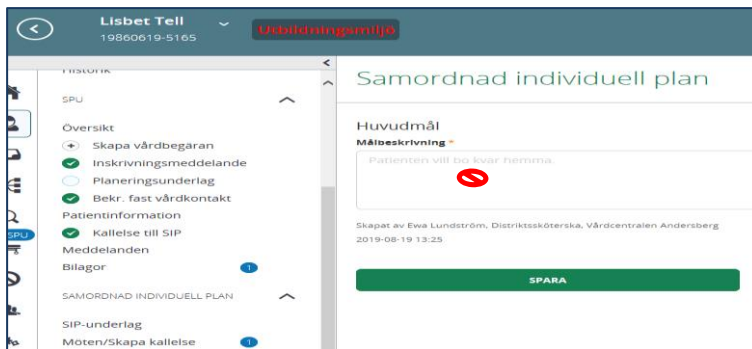 Lisbet Tell
19860619-5165
Utbildningsmiljö
Historik
SPU
Översikt
Skapa vårdbegäran
Inskrivningsmeddelande
Planeringsunderlag
Bekr. fast vårdkontakt
Patientinformation
Kallelse till SIP
Meddelanden
Bilagor 1
SAMORDNAD INDIVIDUELL PLAN
SIP-underlag
Möten/Skapa kallelse 1
SPU
Samordnad individuell plan
Huvudmål
Målbeskrivning *
Patienten vill bo kvar hemma.
Skapat av Ewa Lundström, Distriktssköterska, Vårdcentralen Andersberg
2019-08-19 13:25
SPARA